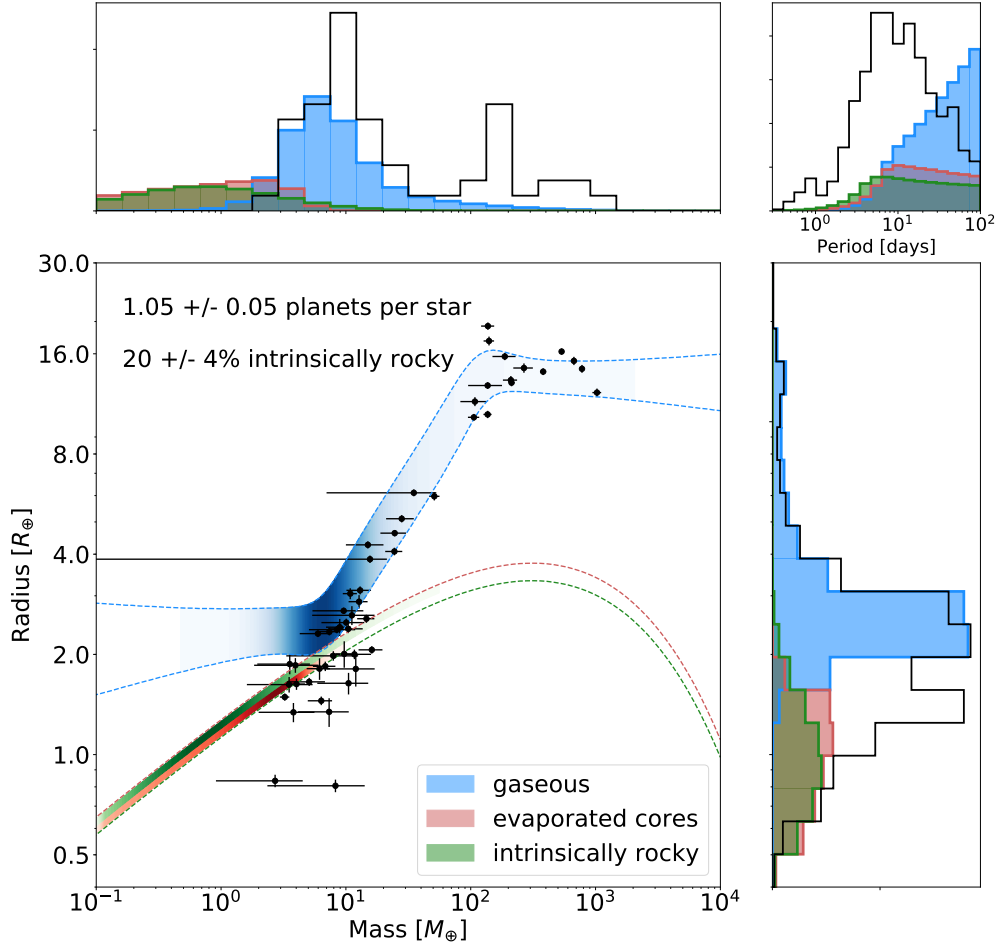 10⁰ 10¹ 10²
Period [days]
30.0
16.0
8.0
4.0
2.0
1.0
0.5
Radius [R⊕]
1.05 +/- 0.05 planets per star
20 +/- 4% intrinsically rocky
gaseous
evaporated cores
intrinsically rocky
10⁻¹ 10⁰ 10¹ 10² 10³ 10⁴
Mass [M⊕]